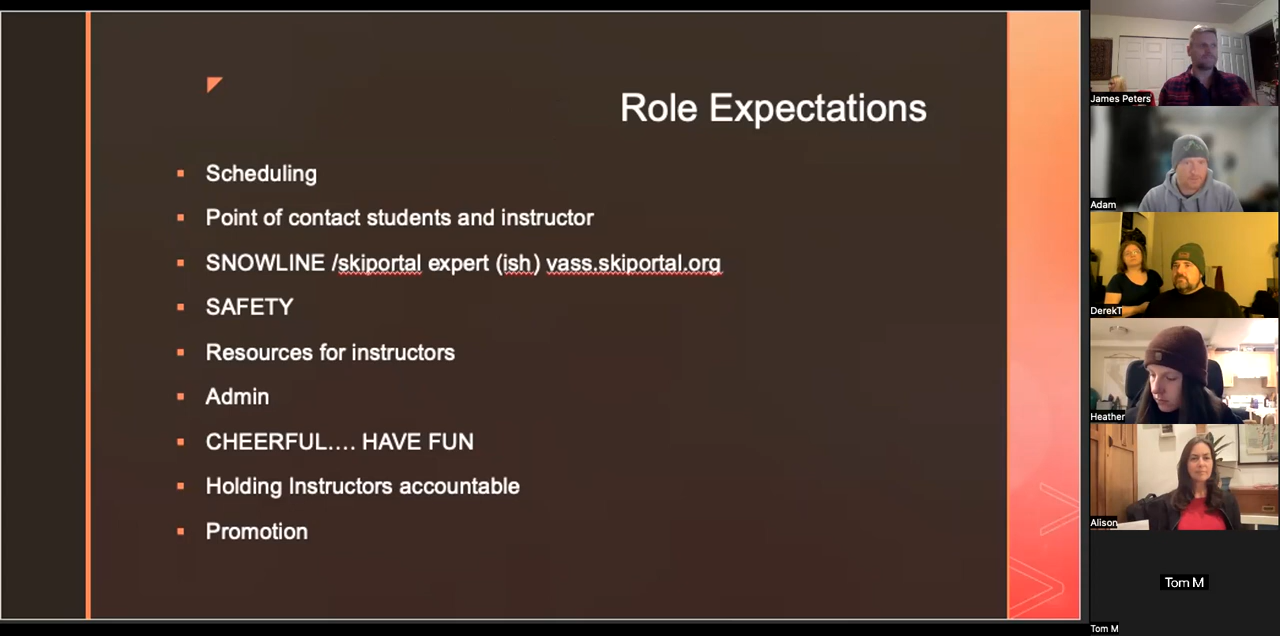 Role Expectations
Scheduling
Point of contact students and instructor
SNOWLINE /skiportal expert (ish) vass.skiportal.org
SAFETY
Resources for instructors
Admin
CHEERFUL…. HAVE FUN
Holding Instructors accountable
Promotion
James Peters
Adam
DerekT
Heather
Alison
Tom M
Tom M